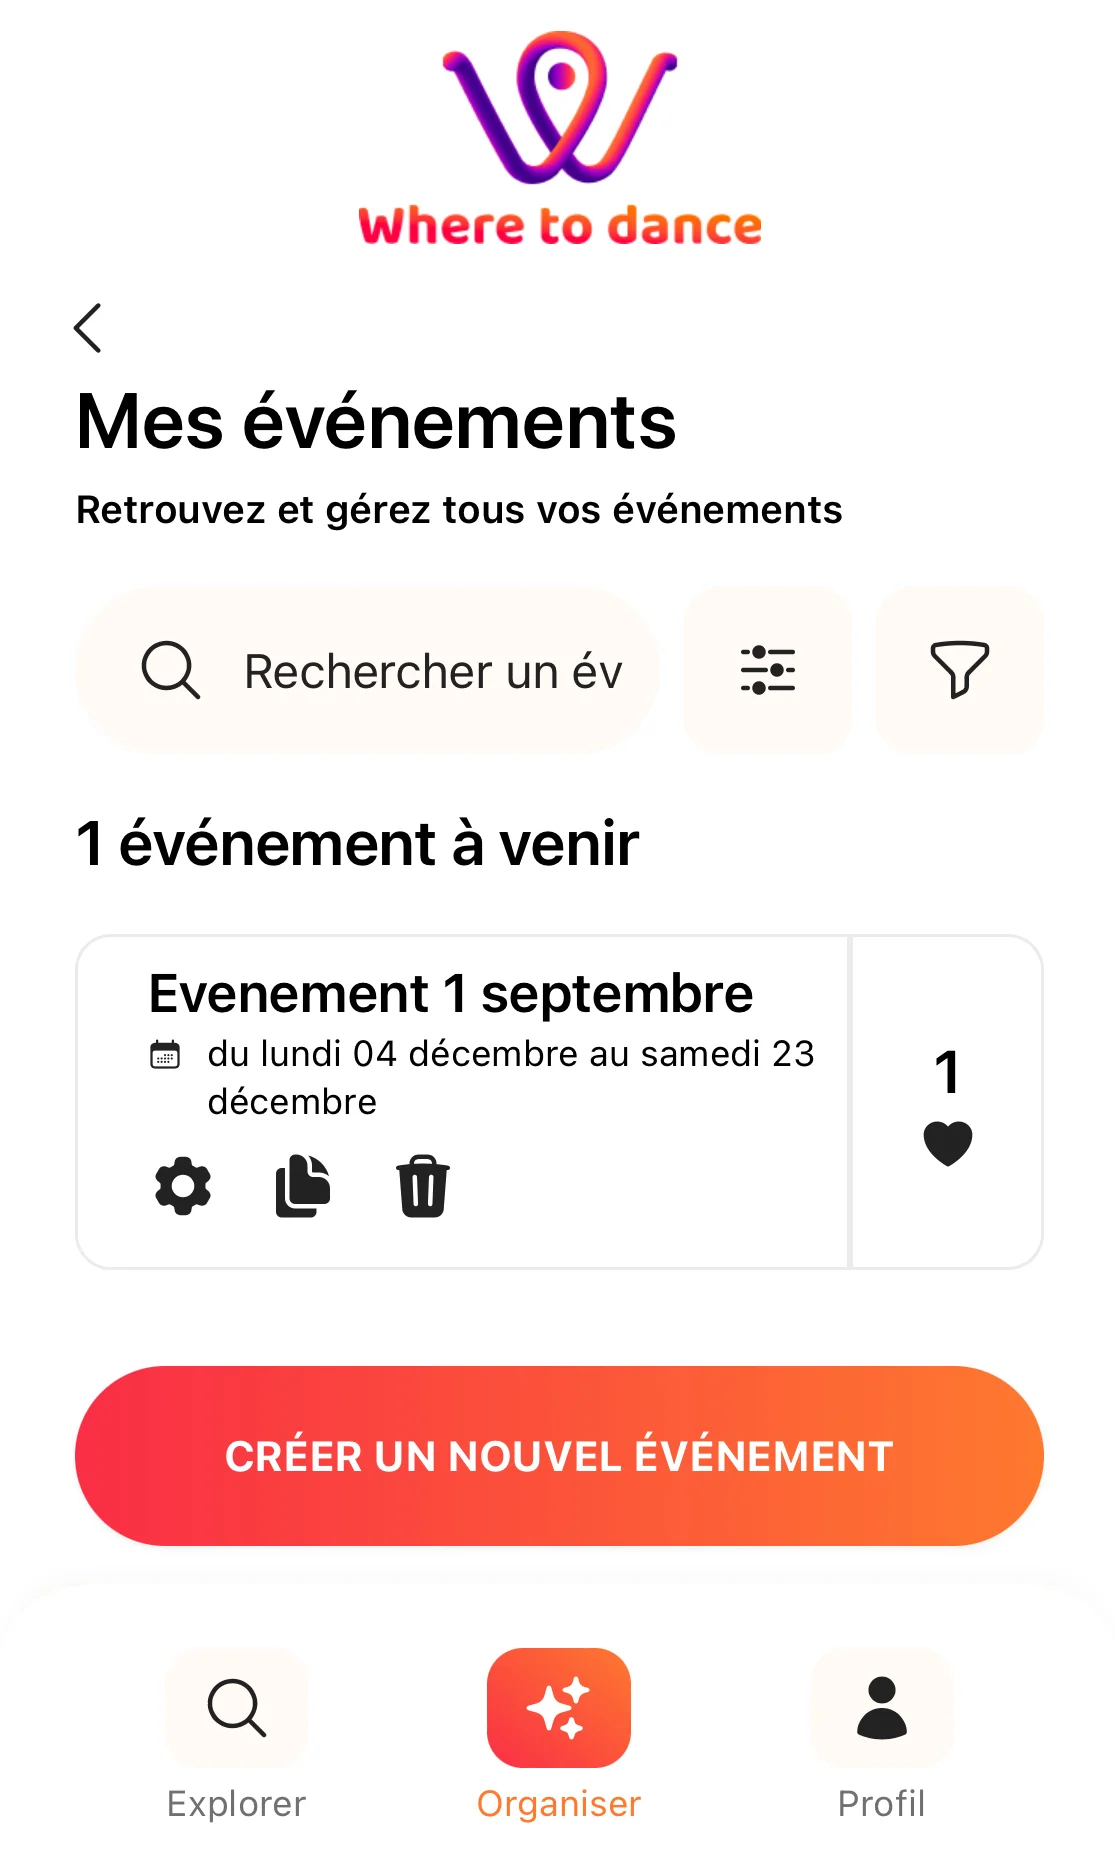 Where to dance
Mes événements
Retrouvez et gérez tous vos événements
Rechercher un év
1 événement à venir
Evenement 1 septembre
du lundi 04 décembre au samedi 23
décembre
1
CRÉER UN NOUVEL ÉVÉNEMENT
Explorer
Organiser
Profil